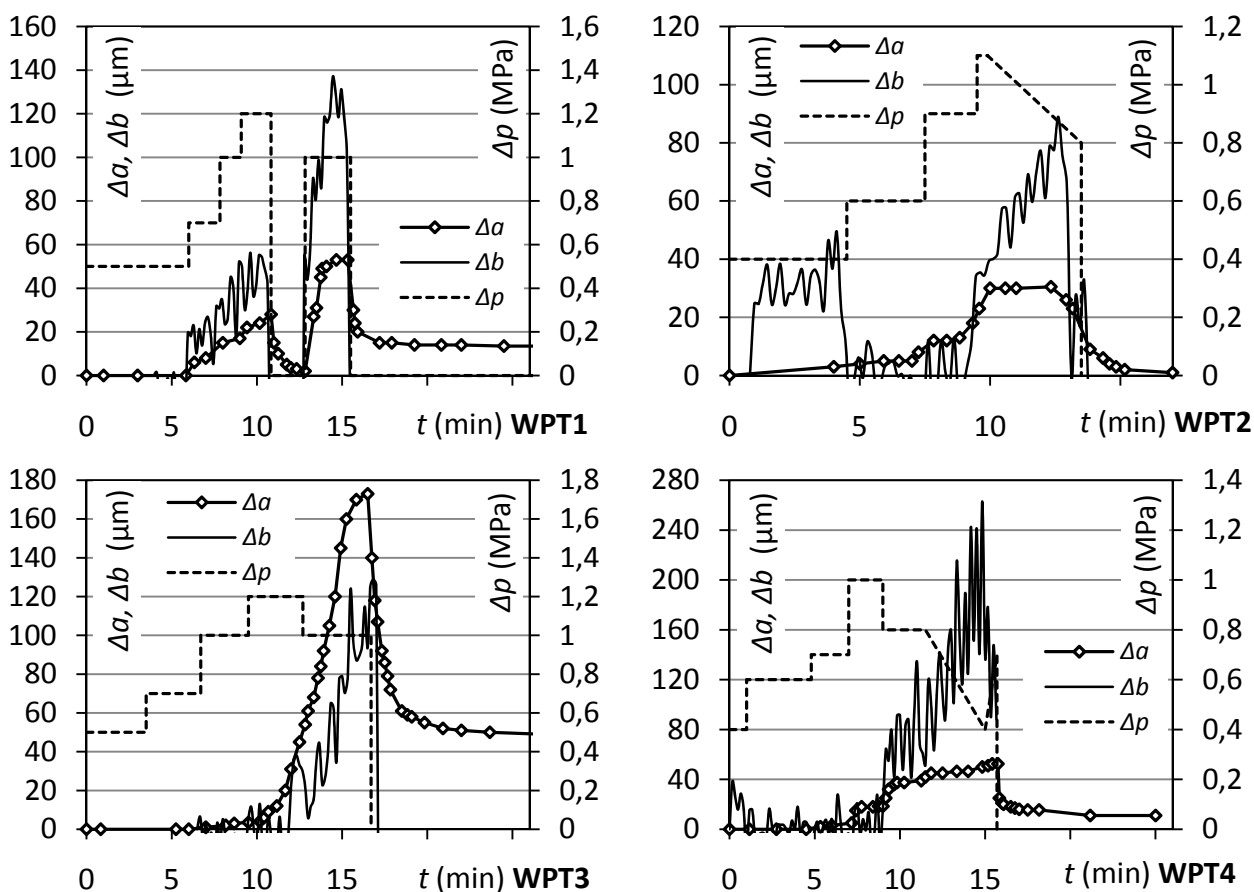 160 140 120 100 80 60 40 20 0
Δa, Δb (μm)
1,6 1,4 1,2 1 0,8 0,6 0,4 0,2 0
Δp (MPa)
Δa
Δb
Δp
0 5 10 15 t (min) WPT1
120 100 80 60 40 20 0
Δa, Δb (μm)
Δa
Δb
Δp
1,2 1 0,8 0,6 0,4 0,2 0
Δp (MPa)
0 5 10 t (min) WPT2
180 160 140 120 100 80 60 40 20 0
Δa, Δb (μm)
Δa
Δb
Δp
1,8 1,6 1,4 1,2 1 0,8 0,6 0,4 0,2 0
Δp (MPa)
0 5 10 15 t (min) WPT3
280 240 200 160 120 80 40 0
Δa, Δb (μm)
1,4 1,2 1 0,8 0,6 0,4 0,2 0
Δp (MPa)
Δa
Δb
Δp
0 5 10 15 t (min) WPT4